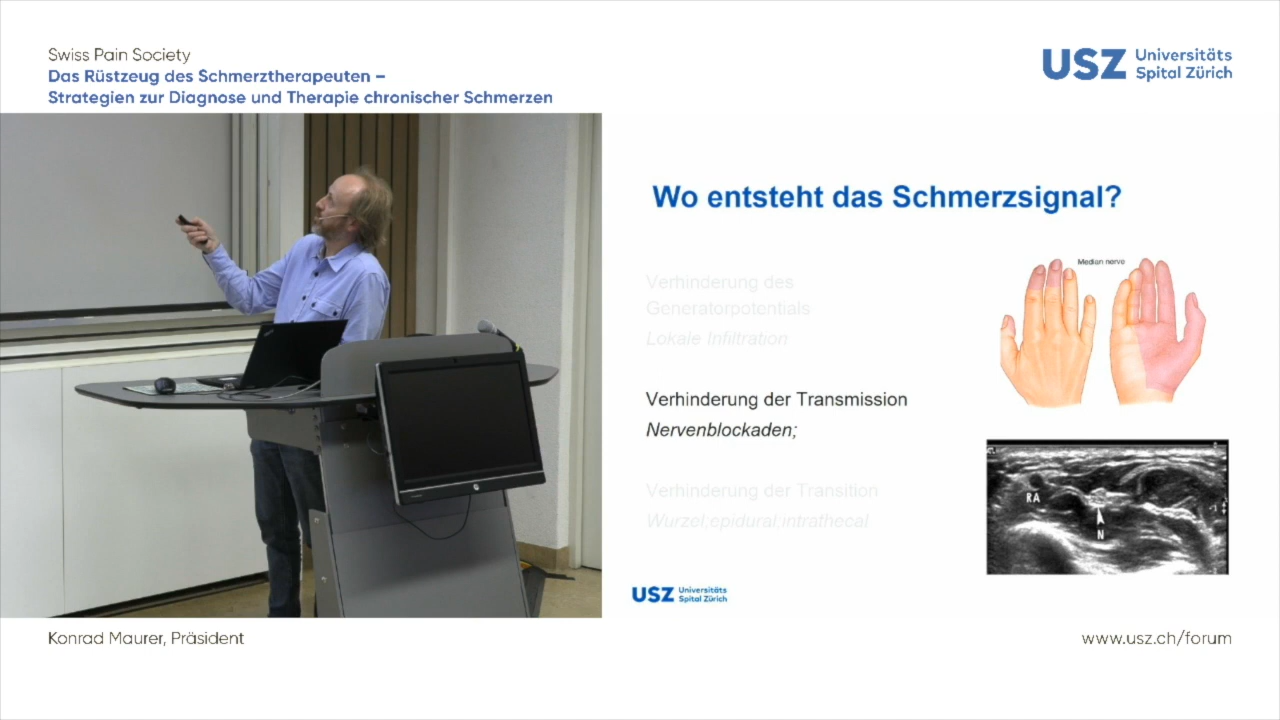 Swiss Pain Society
Das Rüstzeug des Schmerztherapeuten –
Strategien zur Diagnose und Therapie chronischer Schmerzen
USZ Universitäts
Spital Zürich
Wo entsteht das Schmerzsignal?
Verhinderung des
Generatorpotentials
Lokale Infiltration
Median nerve
Verhinderung der Transmission
Nervenblockaden;
RA
N
Verhinderung der Transition
Wurzel;epidural;intrathecal
USZ Universitäts
Spital Zürich
Konrad Maurer, Präsident
www.usz.ch/forum